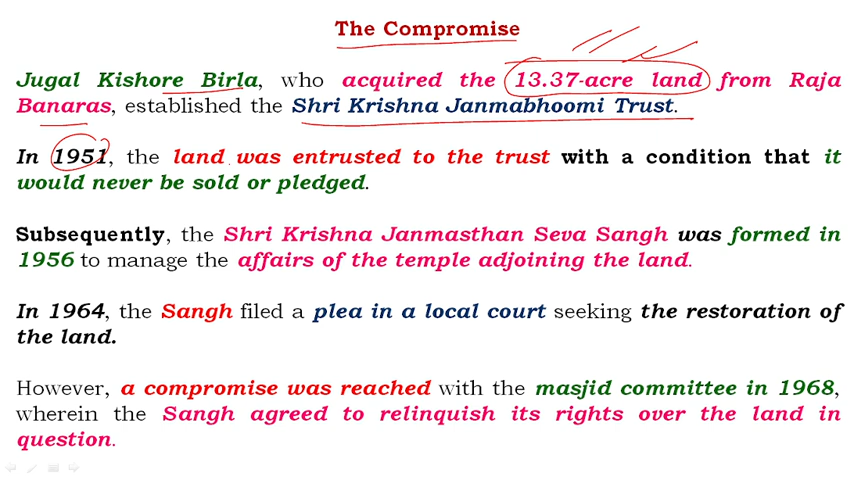 The Compromise
Jugal Kishore Birla, who acquired the 13.37-acre land from Raja
Banaras, established the Shri Krishna Janmabhoomi Trust.
In 1951, the land was entrusted to the trust with a condition that it
would never be sold or pledged.
Subsequently, the Shri Krishna Janmasthan Seva Sangh was formed in
1956 to manage the affairs of the temple adjoining the land.
In 1964, the Sangh filed a plea in a local court seeking the restoration of
the land.
However, a compromise was reached with the masjid committee in 1968,
wherein the Sangh agreed to relinquish its rights over the land in
question.